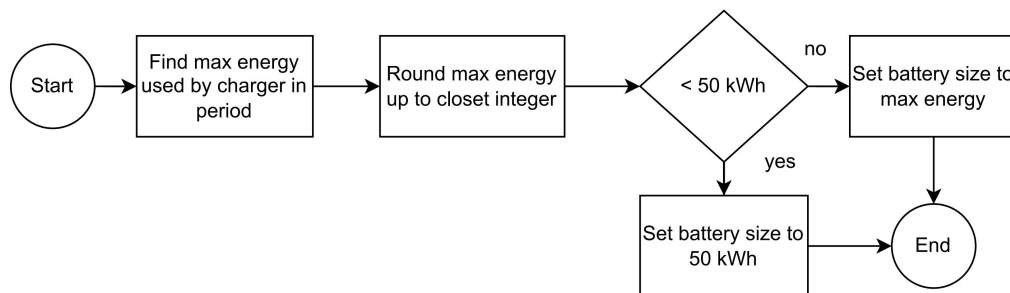 Start
Find max energy
used by charger in
period
Round max energy
up to closet integer
< 50 kWh
no
Set battery size to
max energy
yes
Set battery size to
50 kWh
End